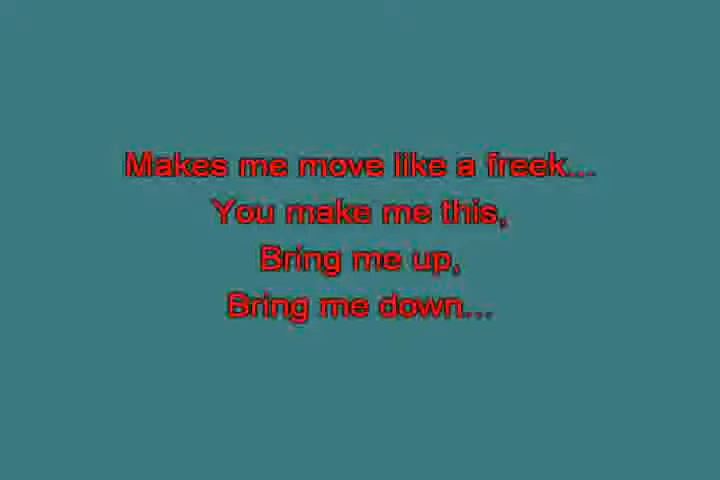 Makes me move like a freek...
You make me this,
Bring me up,
Bring me down...